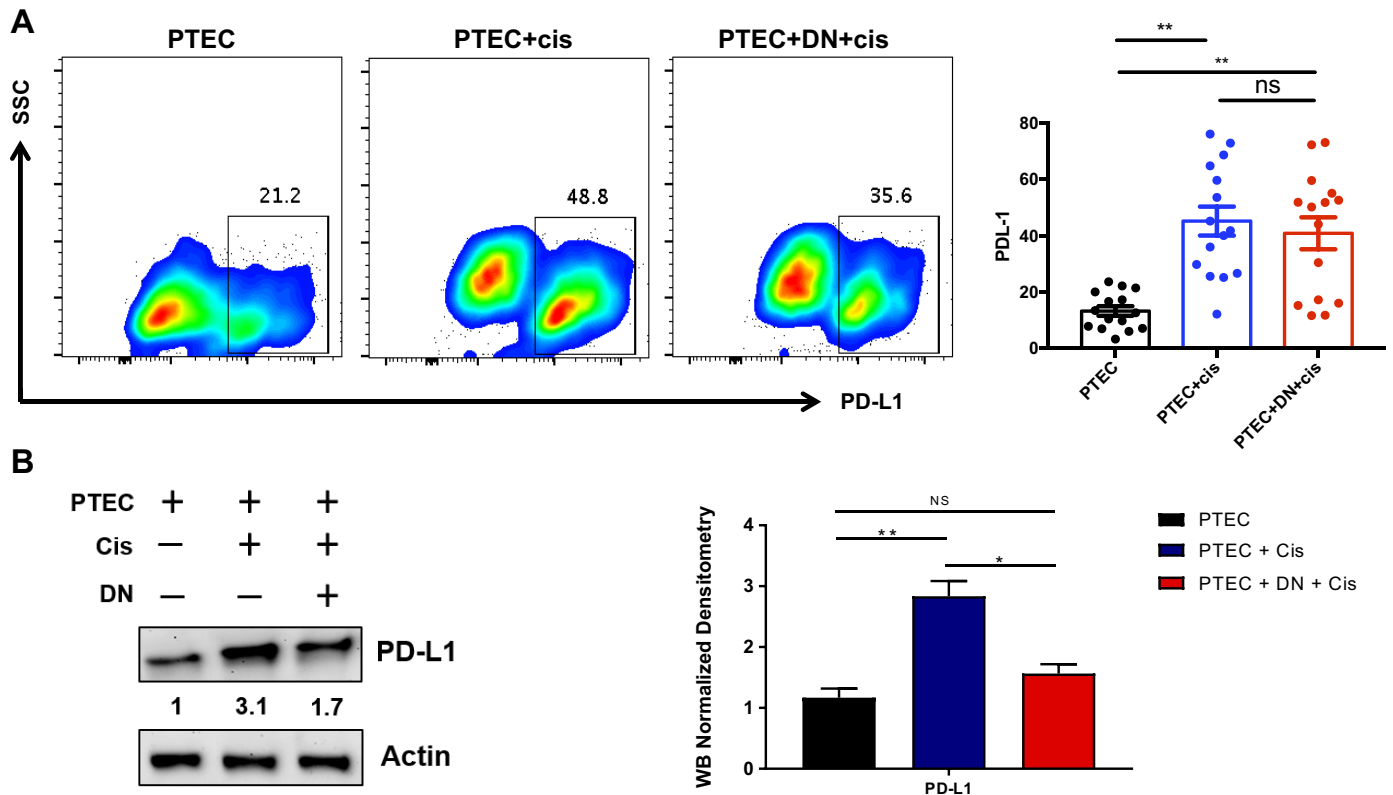 A
PTEC
PTEC+cis
PTEC+DN+cis
SSC
21.2
48.8
35.6
PD-L1
**
**
ns
PDL-1
80
60
40
20
0
PTEC
PTEC+cis
PTEC+DN+cis
B
PTEC + + +
Cis – + +
DN – – +
PD-L1
1 3.1 1.7
Actin
WB Normalized Densitometry
4
3
2
1
0
NS
**
*
PD-L1
PTEC
PTEC + Cis
PTEC + DN + Cis